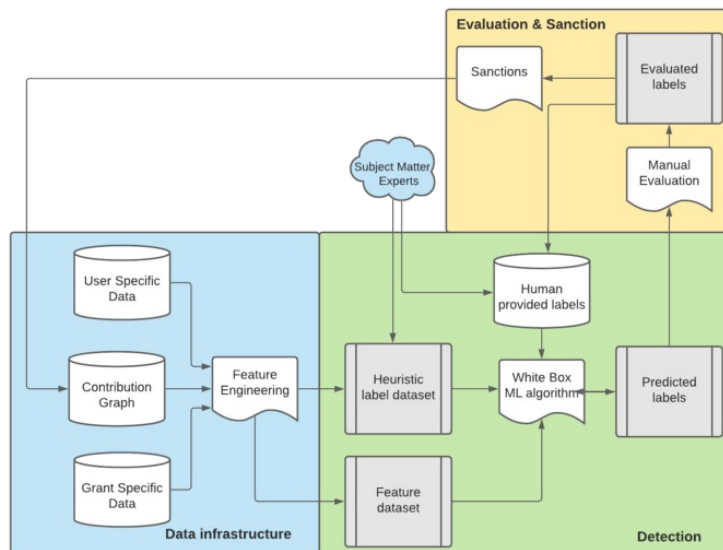 Evaluation & Sanction
Sanctions
Evaluated
labels
Subject Matter
Experts
Manual
Evaluation
User Specific
Data
Human
provided labels
Contribution
Graph
Feature
Engineering
Heuristic
label dataset
White Box
ML algorithm
Predicted
labels
Grant Specific
Data
Feature
dataset
Data infrastructure
Detection